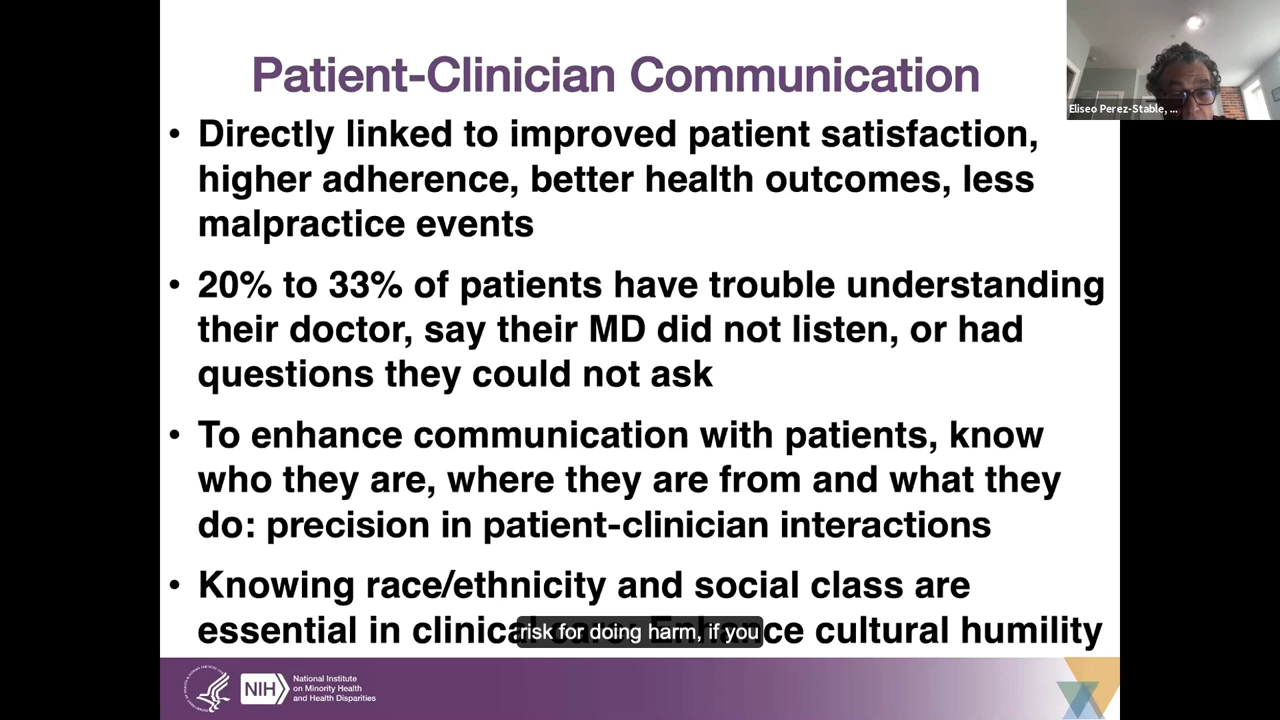 Patient-Clinician Communication
Eliseo Perez-Stable, ...
• Directly linked to improved patient satisfaction,
higher adherence, better health outcomes, less
malpractice events
• 20% to 33% of patients have trouble understanding
their doctor, say their MD did not listen, or had
questions they could not ask
• To enhance communication with patients, know
who they are, where they are from and what they
do: precision in patient-clinician interactions
• Knowing race/ethnicity and social class are
essential in clinical care: Enhance cultural humility
risk for doing harm, if you
NIH
National Institute
on Minority Health
and Health Disparities